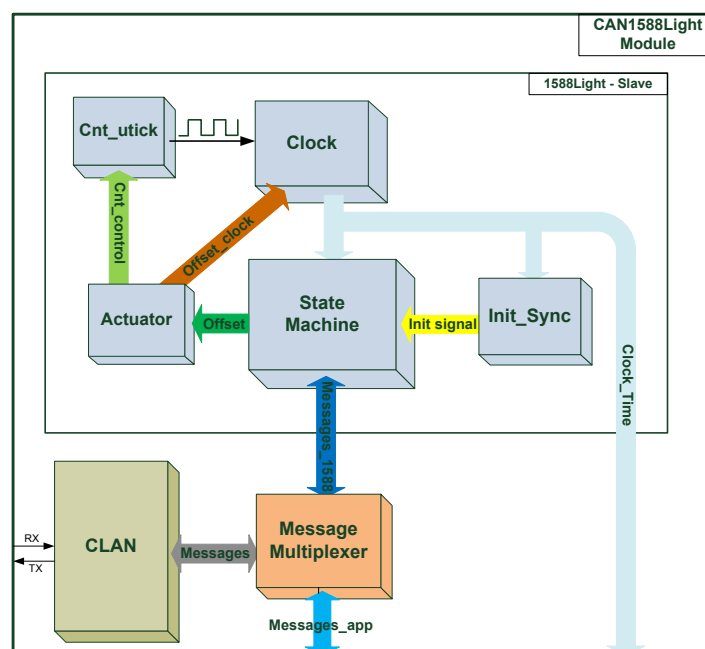 CAN1588Light
Module
1588Light - Slave
Cnt_utick
Clock
Cnt_control
Offset_clock
Actuator
Offset
State
Machine
Init signal
Init_Sync
Clock_Time
Messages_1588
RX
TX
CLAN
Messages
Message
Multiplexer
Messages_app